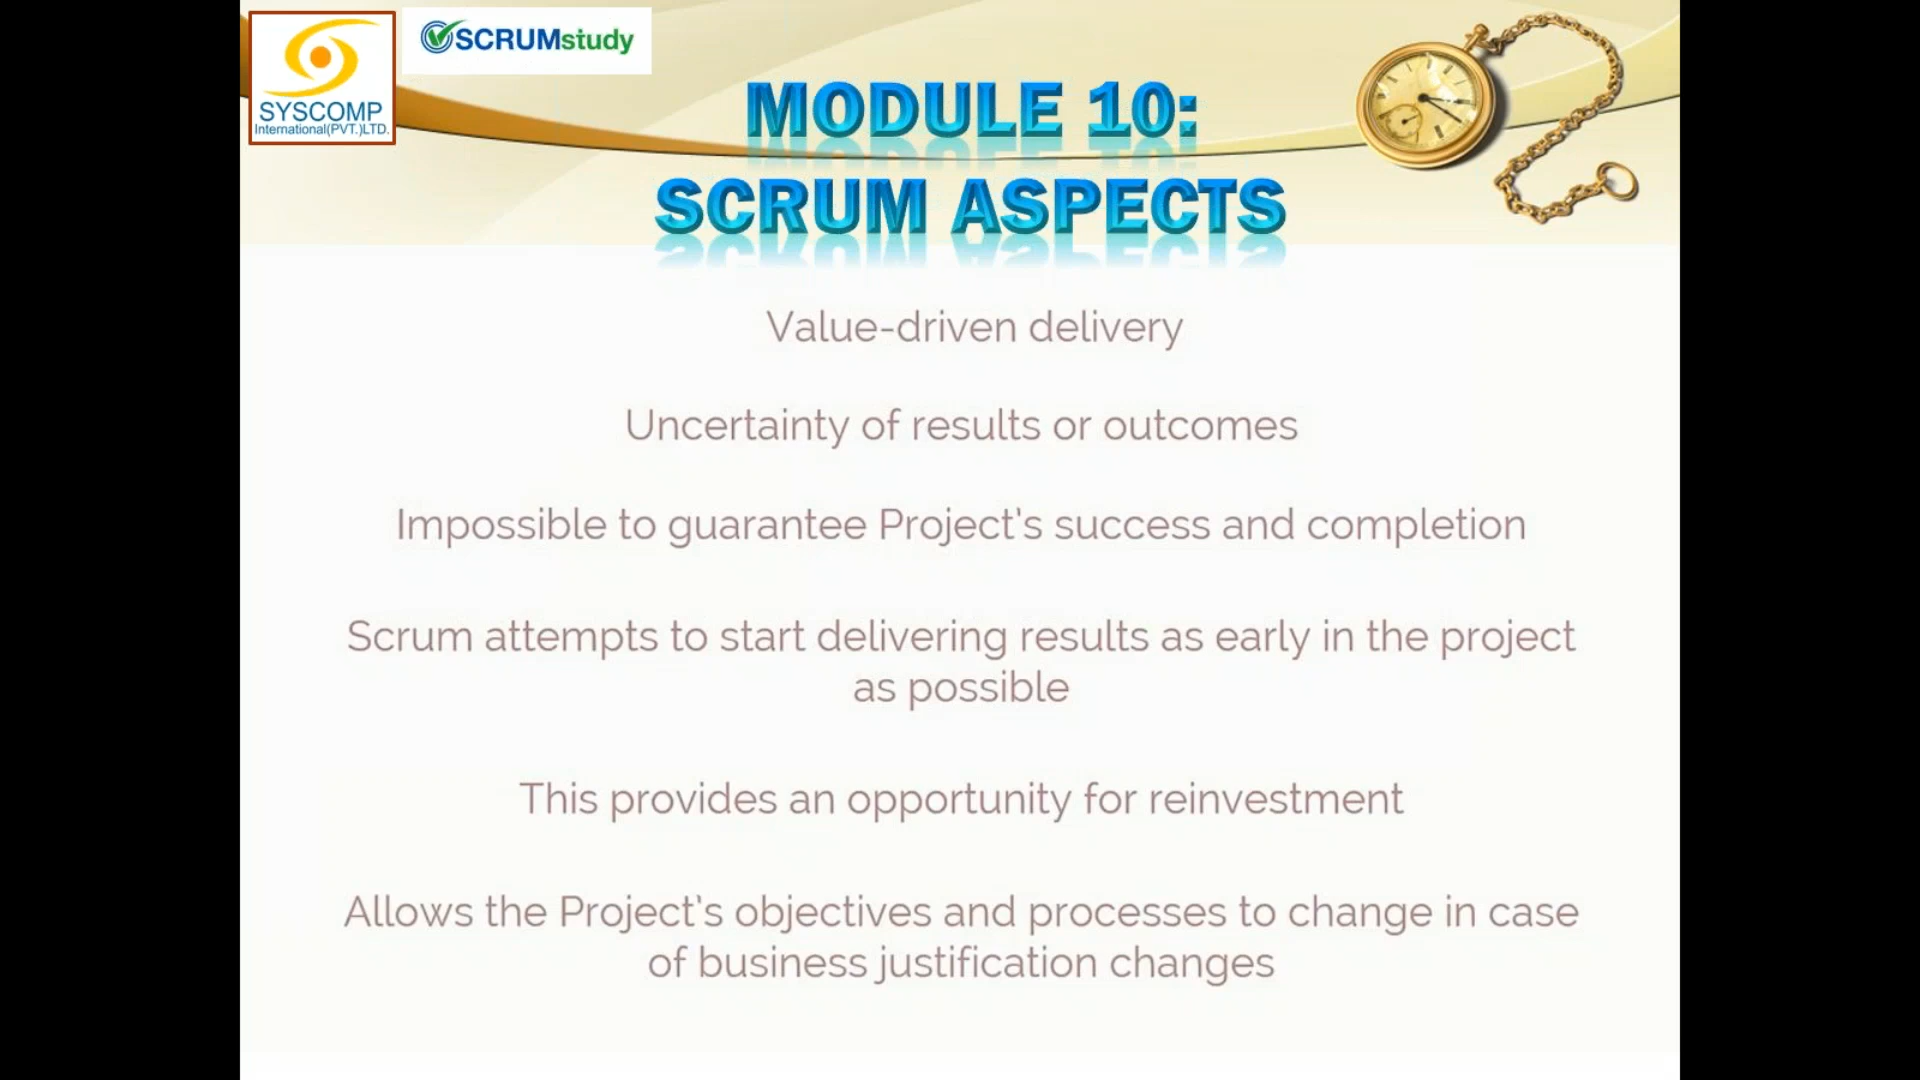 SYSCOMP
International(PVT.)LTD.
SCRUMstudy
MODULE 10:
SCRUM ASPECTS
Value-driven delivery
Uncertainty of results or outcomes
Impossible to guarantee Project's success and completion
Scrum attempts to start delivering results as early in the project
as possible
This provides an opportunity for reinvestment
Allows the Project's objectives and processes to change in case
of business justification changes